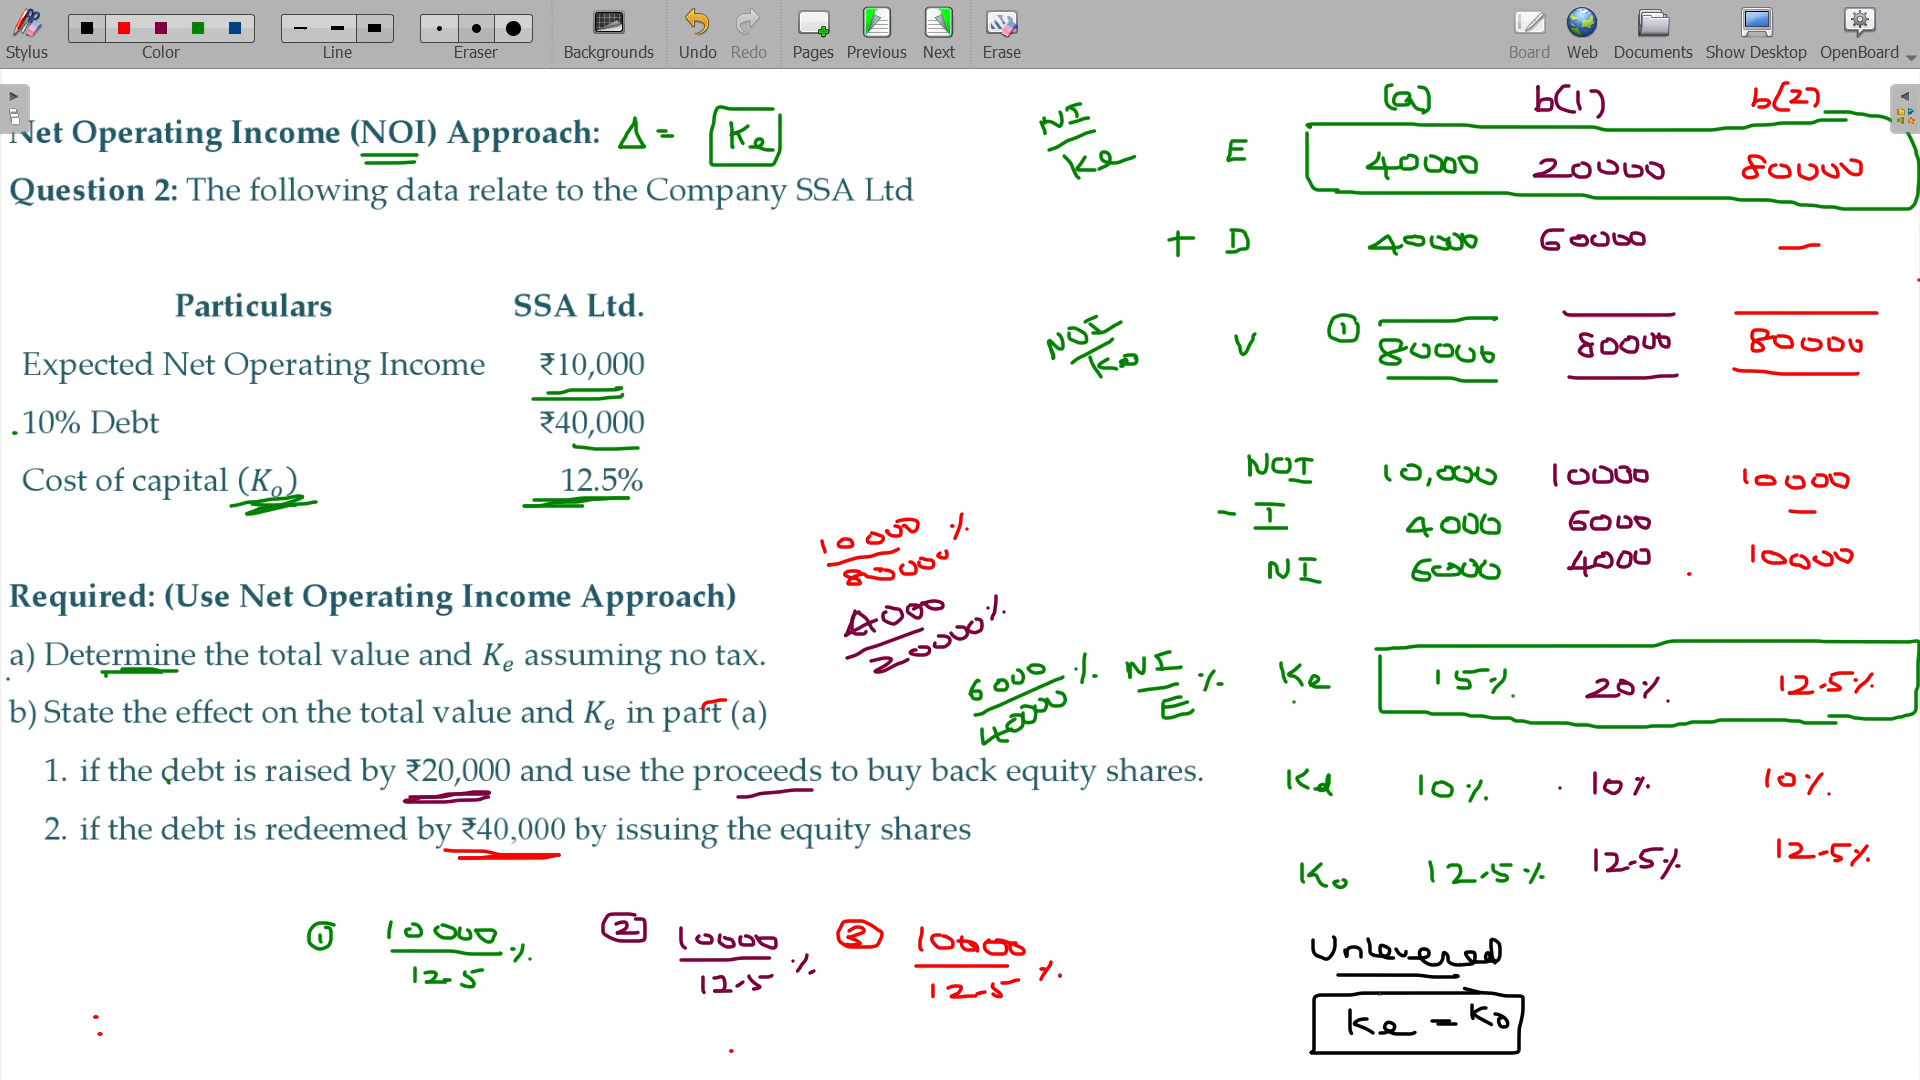 Stylus Color Line Eraser Backgrounds Undo Redo Pages Previous Next Erase Board Web Documents Show Desktop OpenBoard
Net Operating Income (NOI) Approach: Δ = Ke
Question 2: The following data relate to the Company SSA Ltd
Particulars SSA Ltd.
Expected Net Operating Income ₹10,000
10% Debt ₹40,000
Cost of capital (Ko) 12.5%
Required: (Use Net Operating Income Approach)
a) Determine the total value and Ke assuming no tax.
b) State the effect on the total value and Ke in part (a)
1. if the debt is raised by ₹20,000 and use the proceeds to buy back equity shares.
2. if the debt is redeemed by ₹40,000 by issuing the equity shares
① 10000/12.5 % ② 10000/12.5 % ③ 10000/12.5 %
(a) b(1) b(2)
NI/Ke E 40000 20000 80000
+ D 40000 60000 —
NOI/Ko V ① 80000 80000 80000
NOI 10,000 10000 10000
- I 4000 6000 —
NI 6000 4000 10000
10000/80000 %
4000/20000 %
6000/40000 % NI/E % Ke 15% 20% 12.5%
Kd 10% 10% 10%
Ko 12.5% 12.5% 12.5%
Unlevered
Ke = Ko